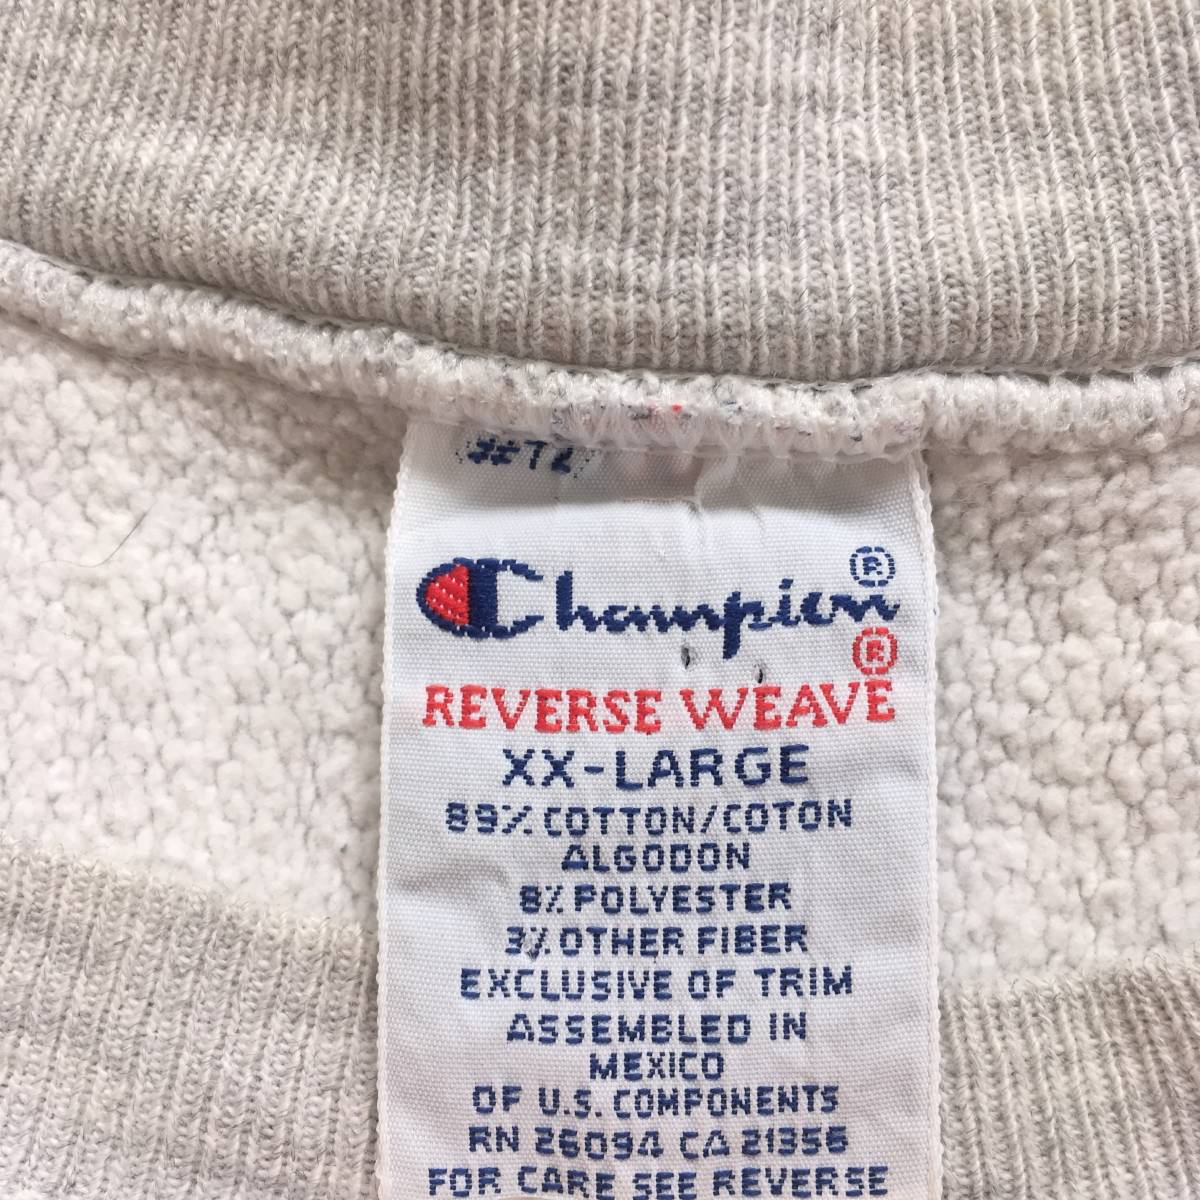 #72
Champion®
®
REVERSE WEAVE
XX-LARGE
89% COTTON/COTON
ALGODON
8% POLYESTER
3% OTHER FIBER
EXCLUSIVE OF TRIM
ASSEMBLED IN
MEXICO
OF U.S. COMPONENTS
RN 26094 CA 21356
FOR CARE SEE REVERSE